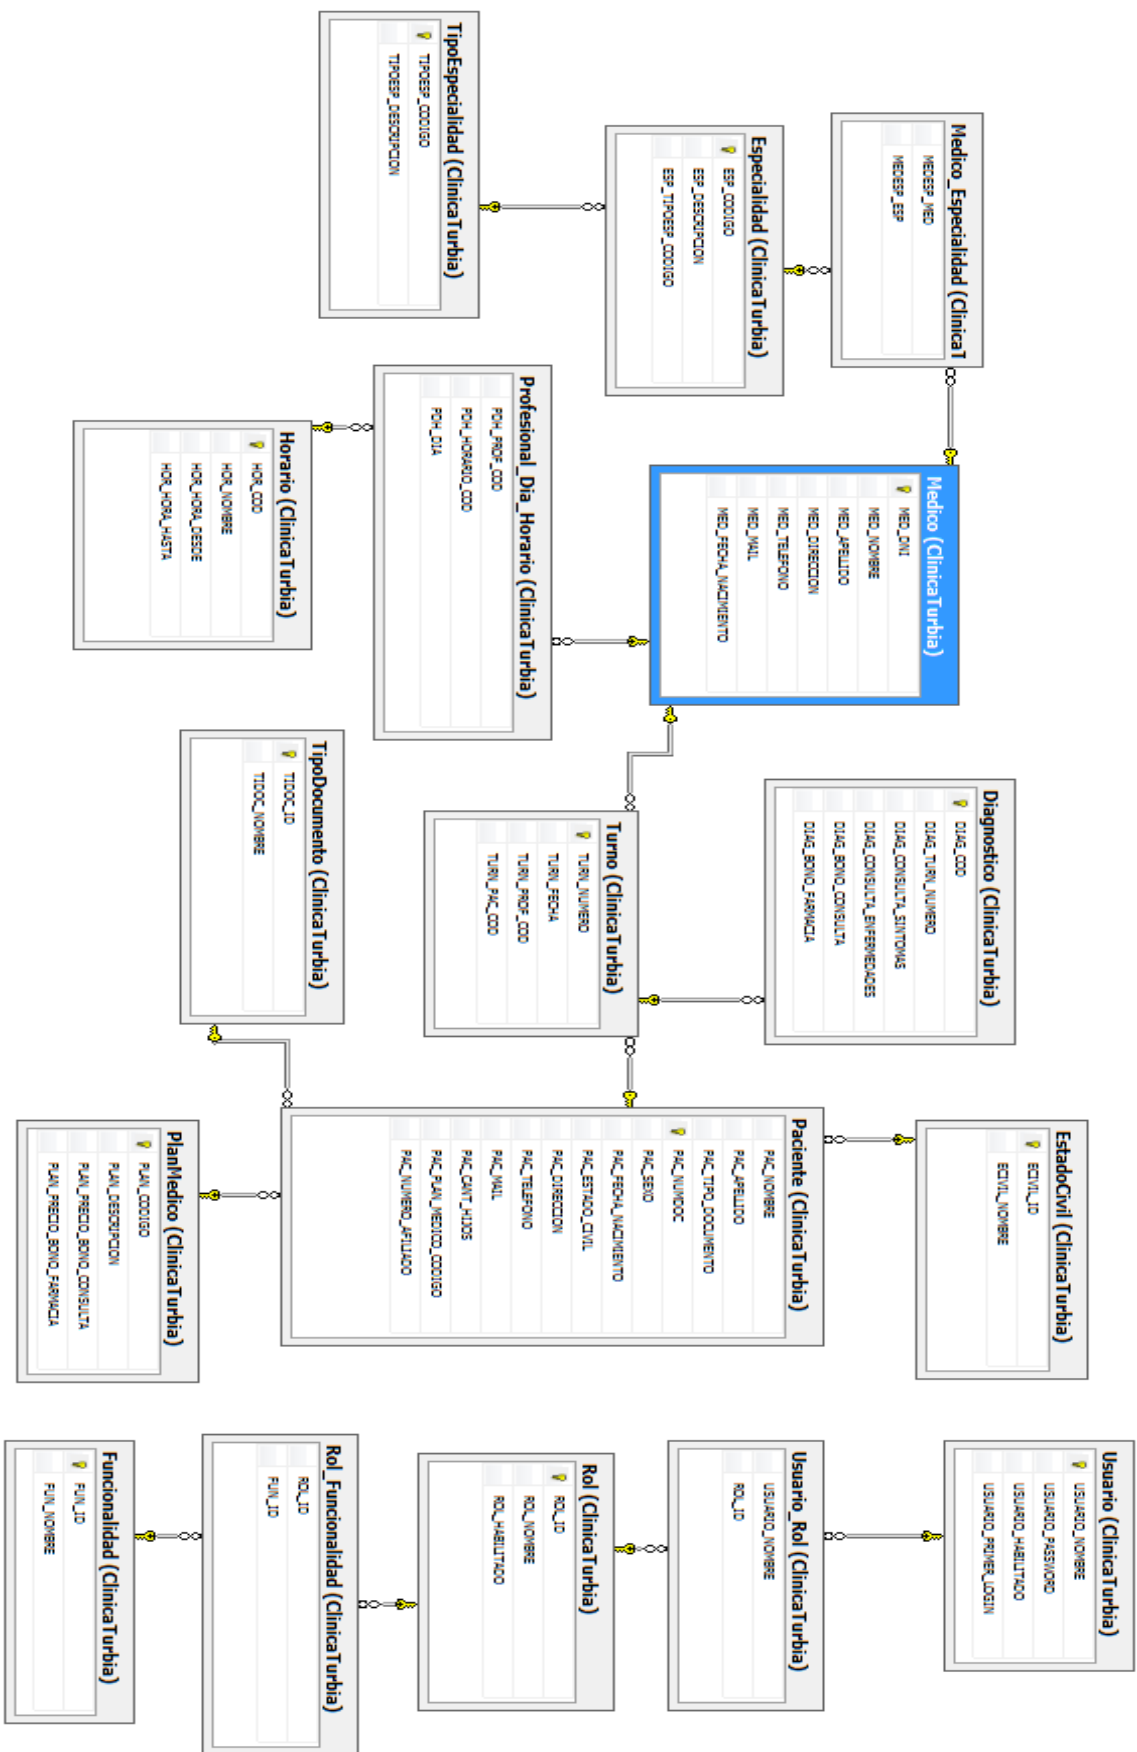 Medico_Especialidad (ClinicaT
MEDESP_MED
MEDESP_ESP
Especialidad (ClinicaTurbia)
ESP_CODIGO
ESP_DESCRIPCION
ESP_TIPOESP_CODIGO
TipoEspecialidad (ClinicaTurbia)
TIPOESP_CODIGO
TIPOESP_DESCRIPCION
Medico (ClinicaTurbia)
MED_DNI
MED_NOMBRE
MED_APELLIDO
MED_DIRECCION
MED_TELEFONO
MED_MAIL
MED_FECHA_NACIMIENTO
Profesional_Dia_Horario (ClinicaTurbia)
PDH_PROF_COD
PDH_HORARIO_COD
PDH_DIA
Horario (ClinicaTurbia)
HOR_COD
HOR_NOMBRE
HOR_HORA_DESDE
HOR_HORA_HASTA
Diagnostico (ClinicaTurbia)
DIAG_COD
DIAG_TURN_NUMERO
DIAG_CONSULTA_SINTOMAS
DIAG_CONSULTA_ENFERMEDADES
DIAG_BONO_CONSULTA
DIAG_BONO_FARMACIA
Turno (ClinicaTurbia)
TURN_NUMERO
TURN_FECHA
TURN_PROF_COD
TURN_PAC_COD
TipoDocumento (ClinicaTurbia)
TIDOC_ID
TIDOC_NOMBRE
EstadoCivil (ClinicaTurbia)
ECIVIL_ID
ECIVIL_NOMBRE
Paciente (ClinicaTurbia)
PAC_NOMBRE
PAC_APELLIDO
PAC_TIPO_DOCUMENTO
PAC_NUMDOC
PAC_SEXO
PAC_FECHA_NACIMIENTO
PAC_ESTADO_CIVIL
PAC_DIRECCION
PAC_TELEFONO
PAC_MAIL
PAC_CANT_HIJOS
PAC_PLAN_MEDICO_CODIGO
PAC_NUMERO_AFILIADO
PlanMedico (ClinicaTurbia)
PLAN_CODIGO
PLAN_DESCRIPCION
PLAN_PRECIO_BONO_CONSULTA
PLAN_PRECIO_BONO_FARMACIA
Usuario (ClinicaTurbia)
USUARIO_NOMBRE
USUARIO_PASSWORD
USUARIO_HABILITADO
USUARIO_PRIMER_LOGIN
Usuario_Rol (ClinicaTurbia)
USUARIO_NOMBRE
ROL_ID
Rol (ClinicaTurbia)
ROL_ID
ROL_NOMBRE
ROL_HABILITADO
Rol_Funcionalidad (ClinicaTurbia)
ROL_ID
FUN_ID
Funcionalidad (ClinicaTurbia)
FUN_ID
FUN_NOMBRE